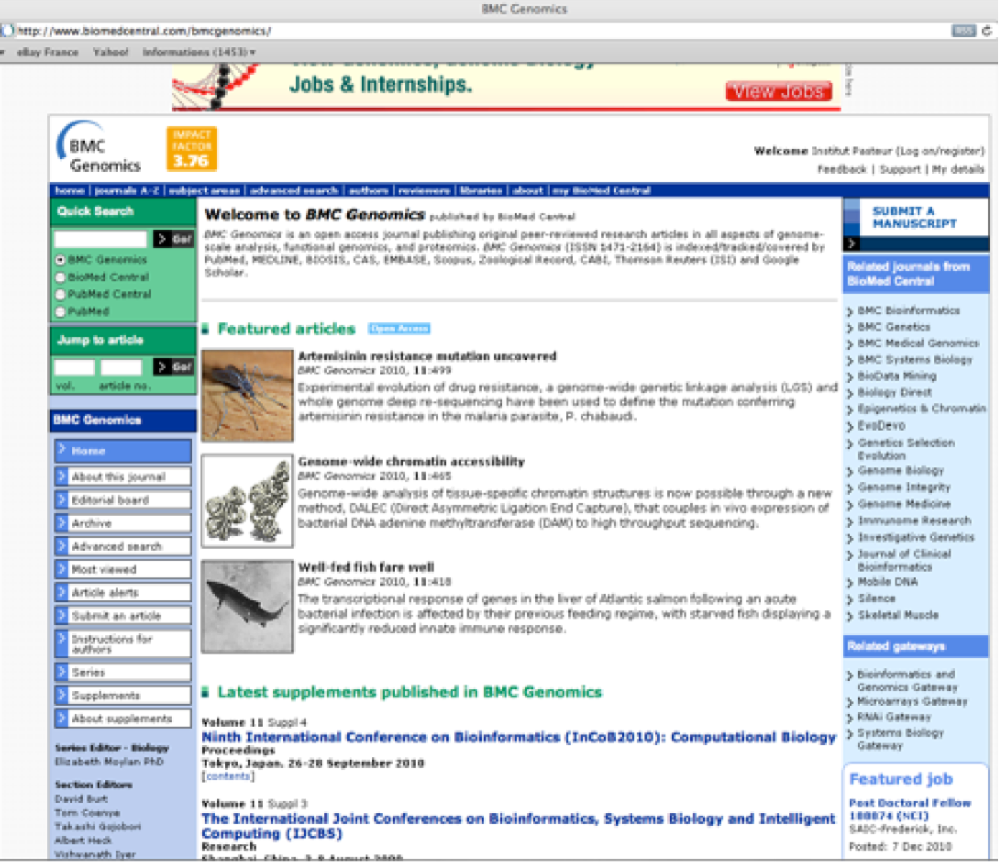 BMC Genomics
http://www.biomedcentral.com/bmcgenomics/
RSS
eBay France Yahoo! Informations (1453)
Jobs & Internships.
View Jobs
BMC
Genomics
IMPACT
FACTOR
3.76
Welcome Institut Pasteur (Log on/register)
Feedback | Support | My details
home | journals A-Z | subject areas | advanced search | authors | reviewers | libraries | about | my BioMed Central
Quick Search
Go!
BMC Genomics
BioMed Central
PubMed Central
PubMed
Jump to article
Go!
vol. article no.
BMC Genomics
Home
About this journal
Editorial board
Archive
Advanced search
Most viewed
Article alerts
Submit an article
Instructions for
authors
Series
Supplements
About supplements
Series Editor - Biology
Elizabeth Moylan PhD
Section Editors
David Burt
Tom Coenye
Takashi Gojobori
Albert Heck
Vishwanath Iyer
Welcome to BMC Genomics published by BioMed Central
BMC Genomics is an open access journal publishing original peer-reviewed research articles in all aspects of genome-
scale analysis, functional genomics, and proteomics. BMC Genomics (ISSN 1471-2164) is indexed/tracked/covered by
PubMed, MEDLINE, BIOSIS, CAS, EMBASE, Scopus, Zoological Record, CABI, Thomson Reuters (ISI) and Google
Scholar.
Featured articles Open Access
Artemisinin resistance mutation uncovered
BMC Genomics 2010, 11:499
Experimental evolution of drug resistance, a genome-wide genetic linkage analysis (LGS) and
whole genome deep re-sequencing have been used to define the mutation conferring
artemisinin resistance in the malaria parasite, P. chabaudi.
Genome-wide chromatin accessibility
BMC Genomics 2010, 11:465
Genome-wide analysis of tissue-specific chromatin structures is now possible through a new
method, DALEC (Direct Asymmetric Ligation End Capture), that couples in vivo expression of
bacterial DNA adenine methyltransferase (DAM) to high throughput sequencing.
Well-fed fish fare well
BMC Genomics 2010, 11:418
The transcriptional response of genes in the liver of Atlantic salmon following an acute
bacterial infection is affected by their previous feeding regime, with starved fish displaying a
significantly reduced innate immune response.
Latest supplements published in BMC Genomics
Volume 11 Suppl 4
Ninth International Conference on Bioinformatics (InCoB2010): Computational Biology
Proceedings
Tokyo, Japan. 26-28 September 2010
[contents]
Volume 11 Suppl 3
The International Joint Conferences on Bioinformatics, Systems Biology and Intelligent
Computing (IJCBS)
Research
Shanghai, China. 3-8 August 2009
SUBMIT A
MANUSCRIPT
Related journals from
BioMed Central
BMC Bioinformatics
BMC Genetics
BMC Medical Genomics
BMC Systems Biology
BioData Mining
Biology Direct
Epigenetics & Chromatin
EvoDevo
Genetics Selection
Evolution
Genome Biology
Genome Integrity
Genome Medicine
Immunome Research
Investigative Genetics
Journal of Clinical
Bioinformatics
Mobile DNA
Silence
Skeletal Muscle
Related gateways
Bioinformatics and
Genomics Gateway
Microarrays Gateway
RNAi Gateway
Systems Biology
Gateway
Featured job
Post Doctoral Fellow
188874 (NCI)
SAIC-Frederick, Inc.
Posted: 7 Dec 2010